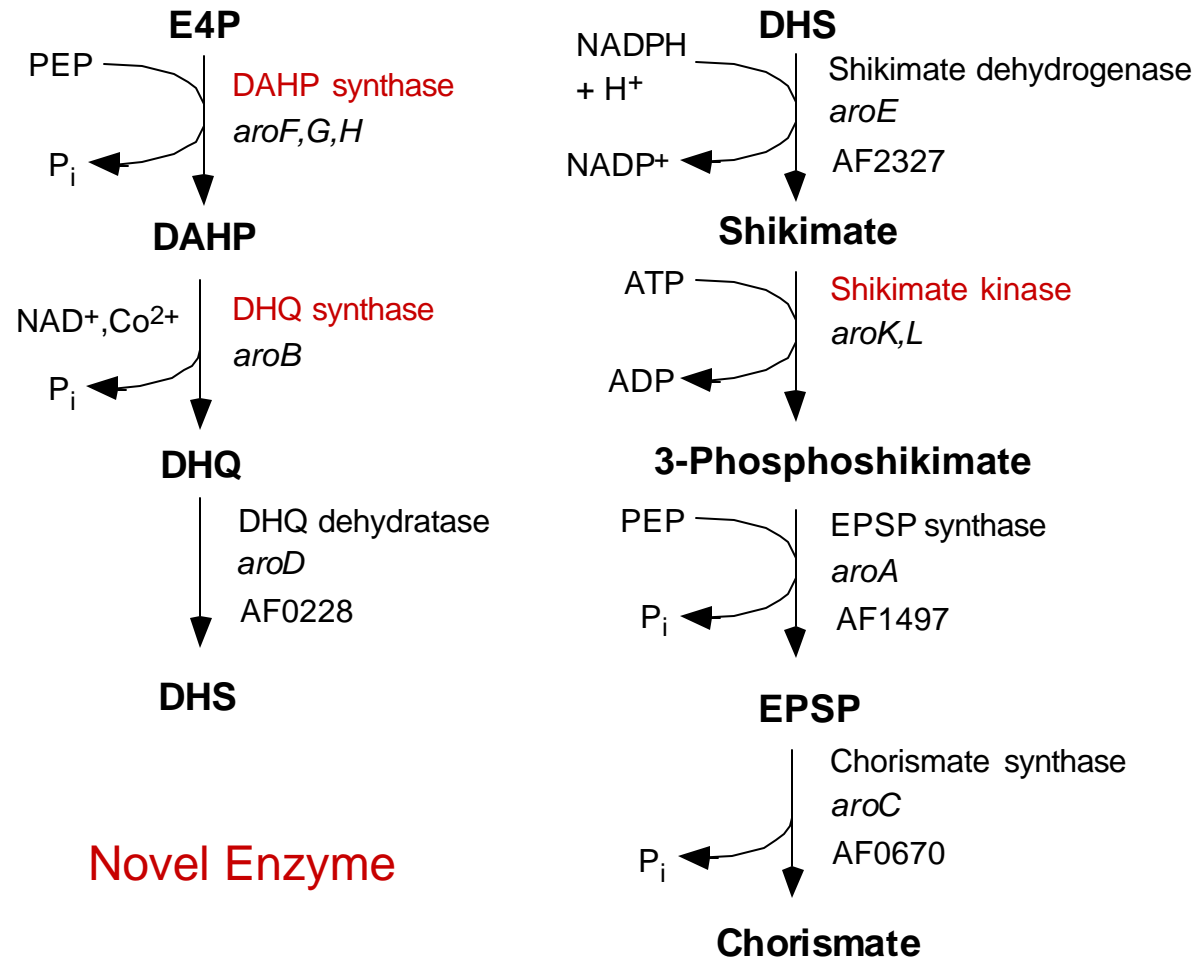 E4P
PEP
DAHP synthase
aroF,G,H
Pi
DAHP
NAD+,Co2+
DHQ synthase
aroB
Pi
DHQ
DHQ dehydratase
aroD
AF0228
DHS
Novel Enzyme
DHS
NADPH
+ H+
Shikimate dehydrogenase
aroE
NADP+
AF2327
Shikimate
ATP
Shikimate kinase
aroK,L
ADP
3-Phosphoshikimate
PEP
EPSP synthase
aroA
Pi
AF1497
EPSP
Chorismate synthase
aroC
Pi
AF0670
Chorismate